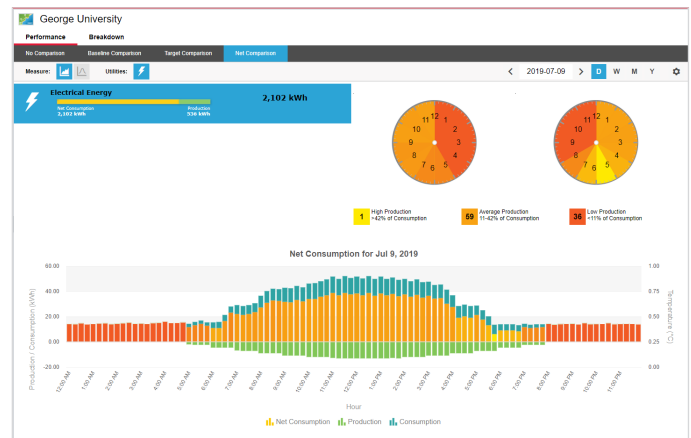 George University
Performance Breakdown
No Comparison Baseline Comparison Target Comparison Net Comparison
Measure: Utilities: 2019-07-09 D W M Y
Electrical Energy
2,102 kWh
Net Consumption Production
2,102 kWh 536 kWh
12 1 2 3 4 5 6 7 8 9 10 11
12 1 2 3 4 5 6 7 8 9 10 11
1 High Production
>42% of Consumption
59 Average Production
11-42% of Consumption
36 Low Production
<11% of Consumption
Net Consumption for Jul 9, 2019
Production / Consumption (kWh)
60.00
40.00
20.00
0.00
-20.00
Temperature (°C)
1.00
0.75
0.50
0.25
0.00
12:00 AM 1:00 AM 2:00 AM 3:00 AM 4:00 AM 5:00 AM 6:00 AM 7:00 AM 8:00 AM 9:00 AM 10:00 AM 11:00 AM 12:00 PM 1:00 PM 2:00 PM 3:00 PM 4:00 PM 5:00 PM 6:00 PM 7:00 PM 8:00 PM 9:00 PM 10:00 PM 11:00 PM
Hour
Net Consumption Production Consumption